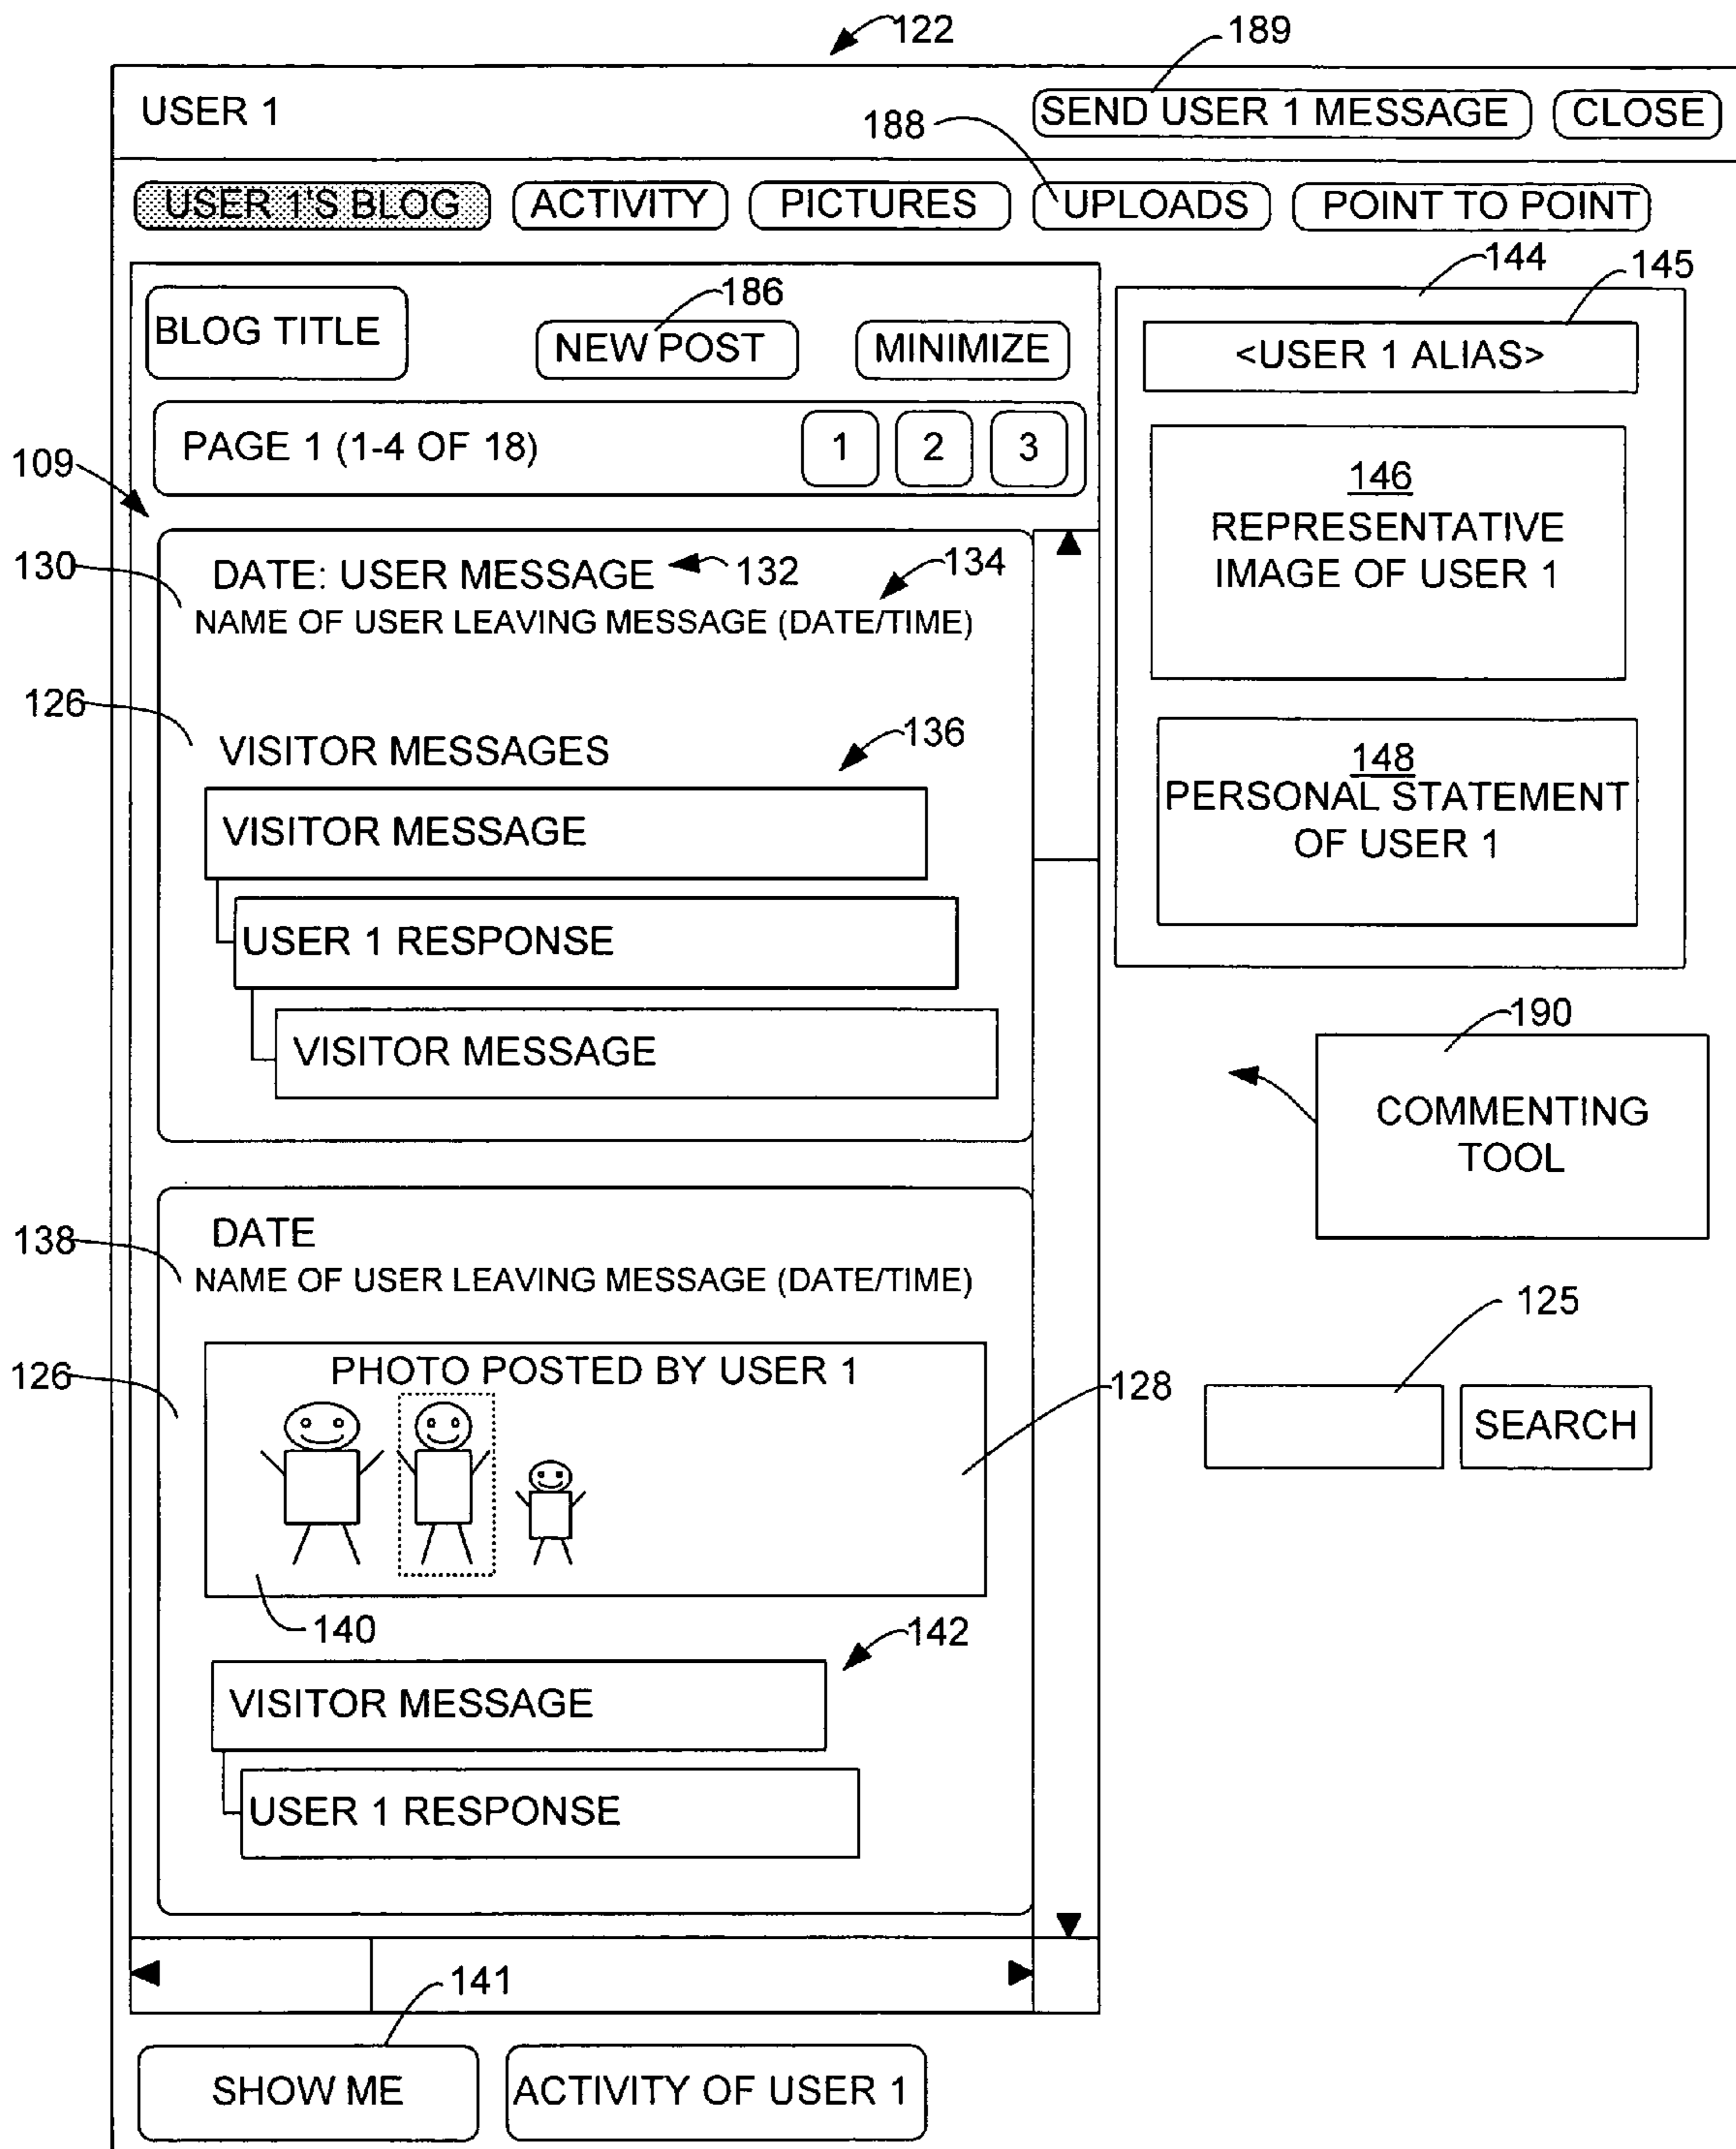 122
189
USER 1
SEND USER 1 MESSAGE
CLOSE
188
USER 1'S BLOG
ACTIVITY
PICTURES
UPLOADS
POINT TO POINT
144
145
186
BLOG TITLE
NEW POST
MINIMIZE
<USER 1 ALIAS>
PAGE 1 (1-4 OF 18)
1
2
3
109
146
REPRESENTATIVE
IMAGE OF USER 1
130
DATE: USER MESSAGE
132
134
NAME OF USER LEAVING MESSAGE (DATE/TIME)
126
VISITOR MESSAGES
136
148
PERSONAL STATEMENT
OF USER 1
VISITOR MESSAGE
USER 1 RESPONSE
VISITOR MESSAGE
190
COMMENTING
TOOL
DATE
138
NAME OF USER LEAVING MESSAGE (DATE/TIME)
125
126
PHOTO POSTED BY USER 1
128
SEARCH
140
142
VISITOR MESSAGE
USER 1 RESPONSE
141
SHOW ME
ACTIVITY OF USER 1